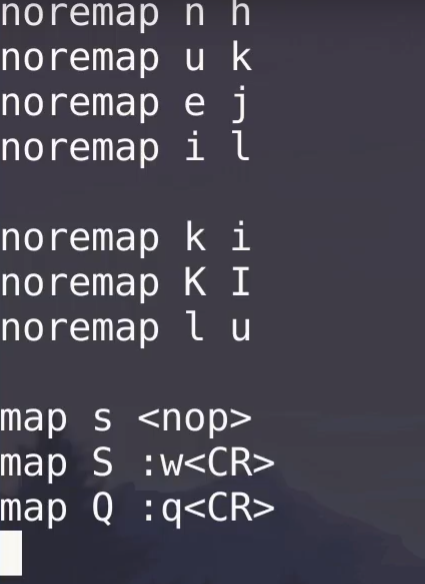 noremap n h
noremap u k
noremap e j
noremap i l
noremap k i
noremap K I
noremap l u
map s <nop>
map S :w<CR>
map Q :q<CR>